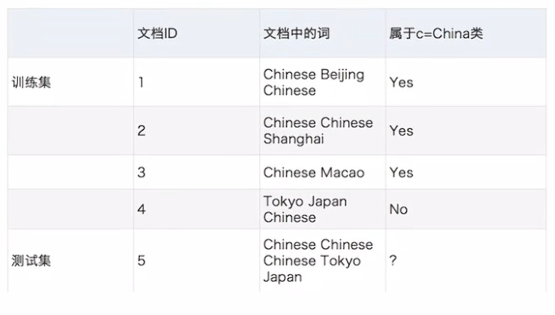 文档ID 文档中的词 属于c=China类
训练集 1 Chinese Beijing Chinese Yes
2 Chinese Chinese Shanghai Yes
3 Chinese Macao Yes
4 Tokyo Japan Chinese No
测试集 5 Chinese Chinese Chinese Tokyo Japan ?